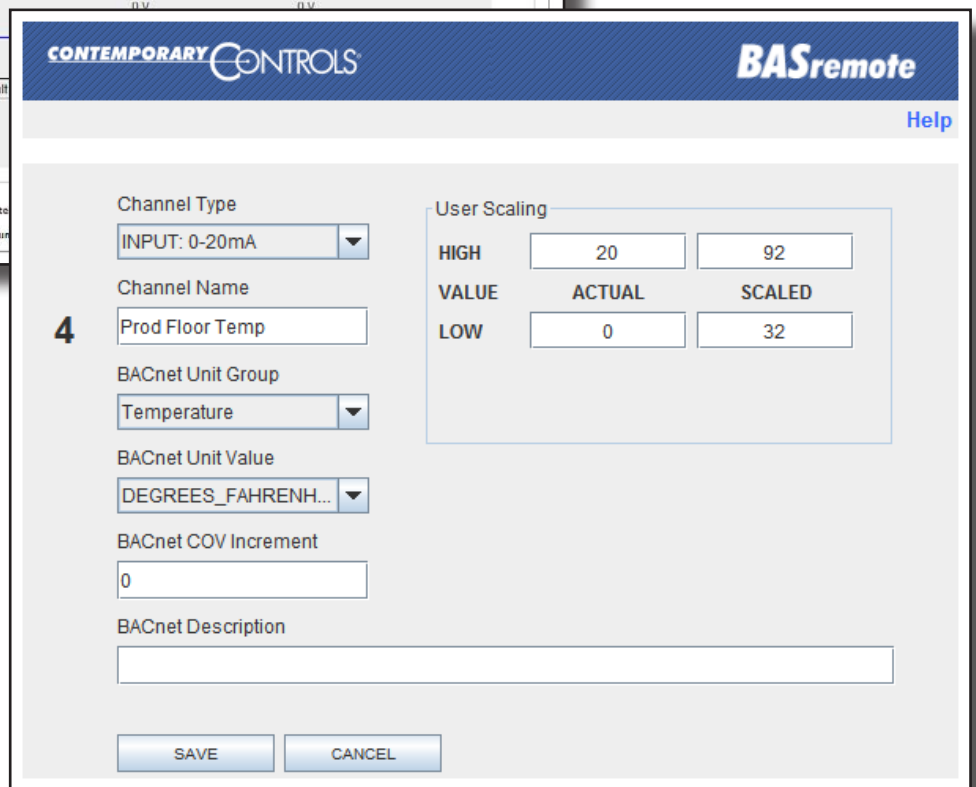 0 V 0 V
CONTEMPORARY CONTROLS
BASremote
Help
Channel Type
INPUT: 0-20mA
Channel Name
4
Prod Floor Temp
BACnet Unit Group
Temperature
BACnet Unit Value
DEGREES_FAHRENH...
BACnet COV Increment
0
BACnet Description
User Scaling
HIGH 20 92
VALUE ACTUAL SCALED
LOW 0 32
SAVE CANCEL